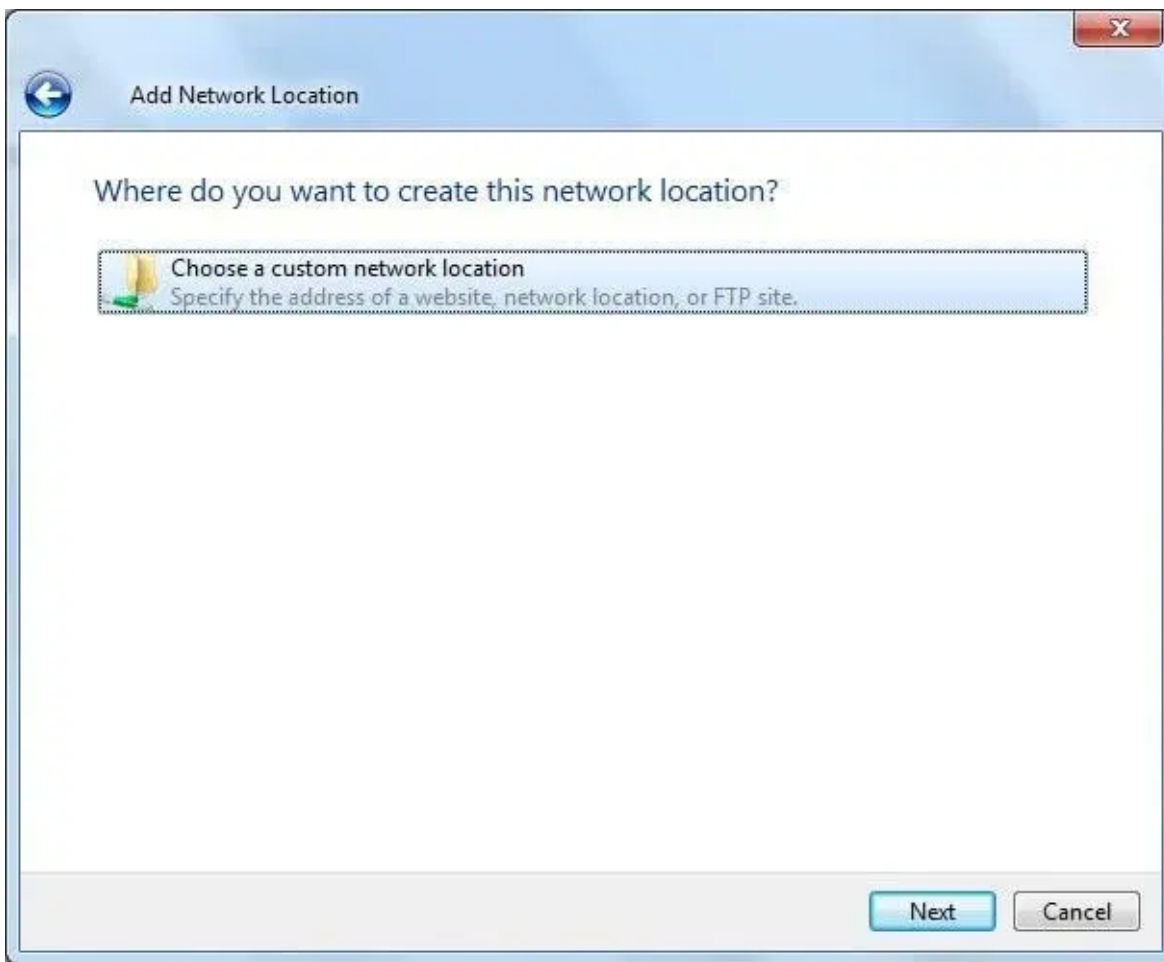 Add Network Location
Where do you want to create this network location?
Choose a custom network location
Specify the address of a website, network location, or FTP site.
Next
Cancel